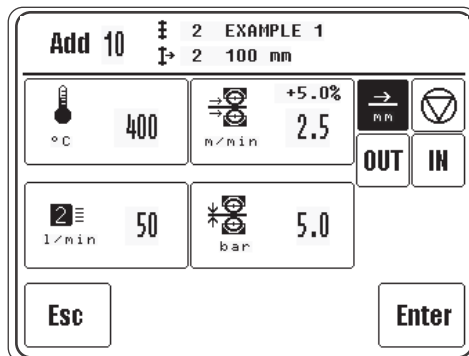 Add 10
2 EXAMPLE 1
2 100 mm
°C 400
+5.0%
m/min 2.5
mm
OUT IN
2
l/min 50
bar 5.0
Esc Enter